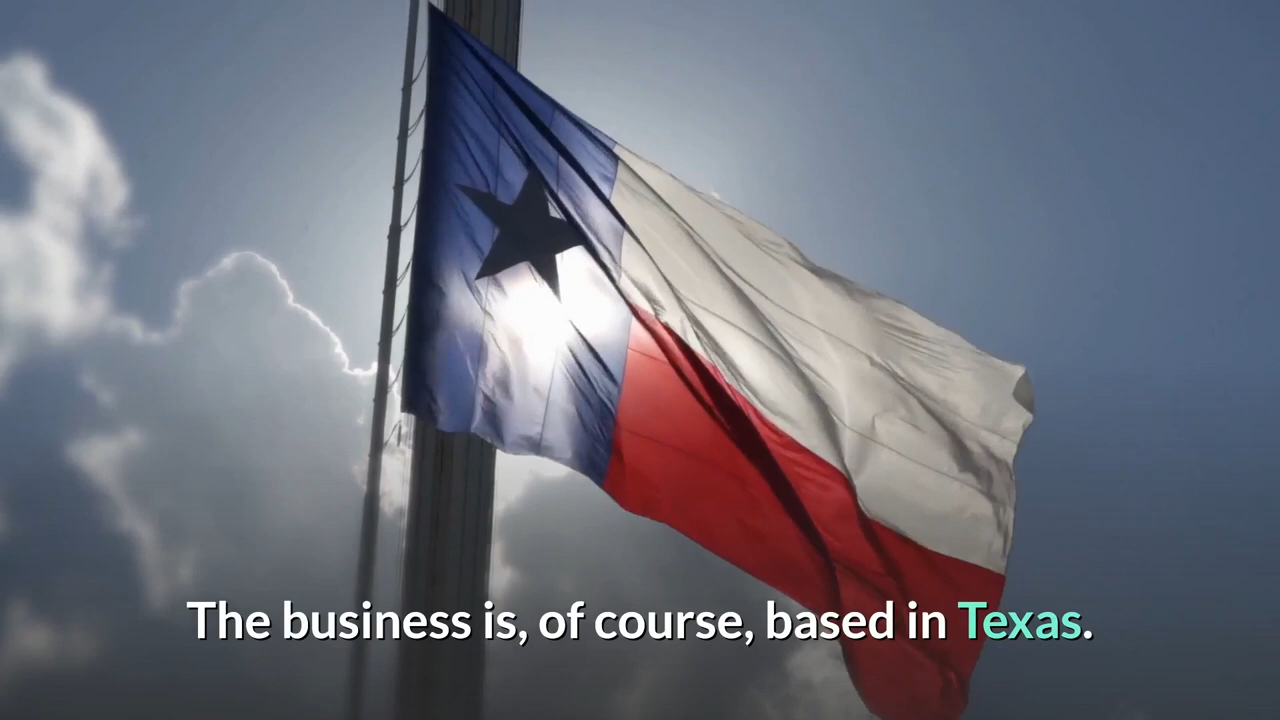 The business is, of course, based in Texas.